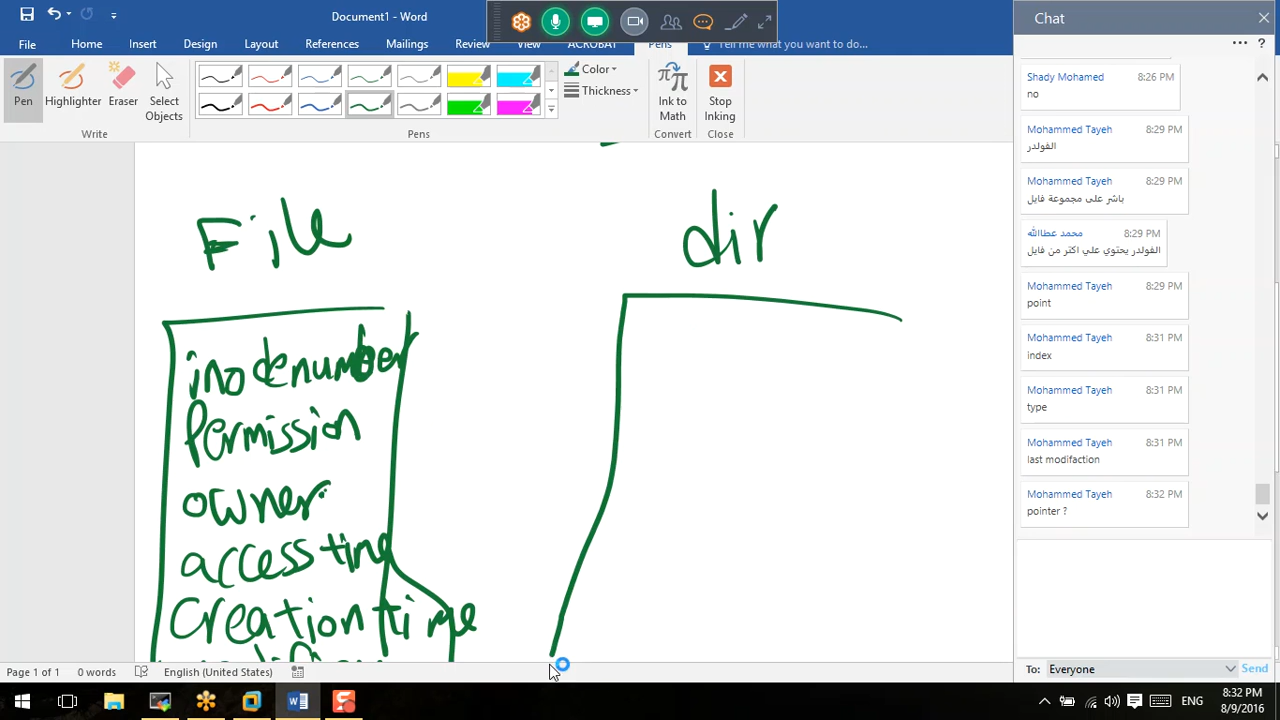 Document1 - Word
File Home Insert Design Layout References Mailings Review View ACROBAT Pens Tell me what you want to do...
Pen Highlighter Eraser Select Objects
Color
Thickness
Ink to Math
Stop Inking
Write Pens Convert Close
File
dir
inodenumber
Permission
owner
access time
Creation time
Chat
Shady Mohamed 8:26 PM
no
Mohammed Tayeh 8:29 PM
الفولدر
Mohammed Tayeh 8:29 PM
باشر على مجموعة فايل
محمد عطاالله 8:29 PM
الفولدر يحتوي علي اكثر من فايل
Mohammed Tayeh 8:29 PM
point
Mohammed Tayeh 8:31 PM
index
Mohammed Tayeh 8:31 PM
type
Mohammed Tayeh 8:31 PM
last modifaction
Mohammed Tayeh 8:32 PM
pointer ?
To: Everyone Send
Page 1 of 1 0 words English (United States)
ENG
8:32 PM
8/9/2016